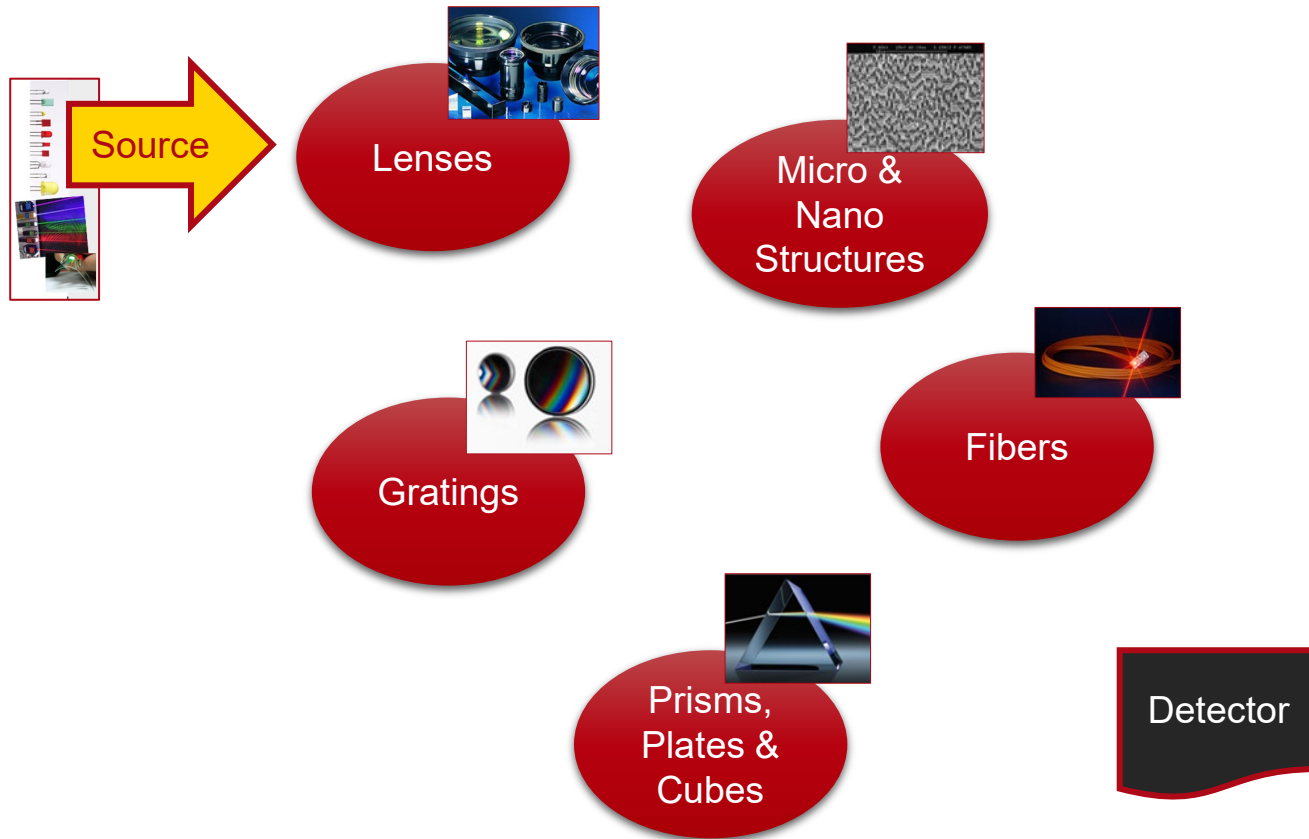 Source
Lenses
Micro &
Nano
Structures
Gratings
Fibers
Prisms,
Plates &
Cubes
Detector